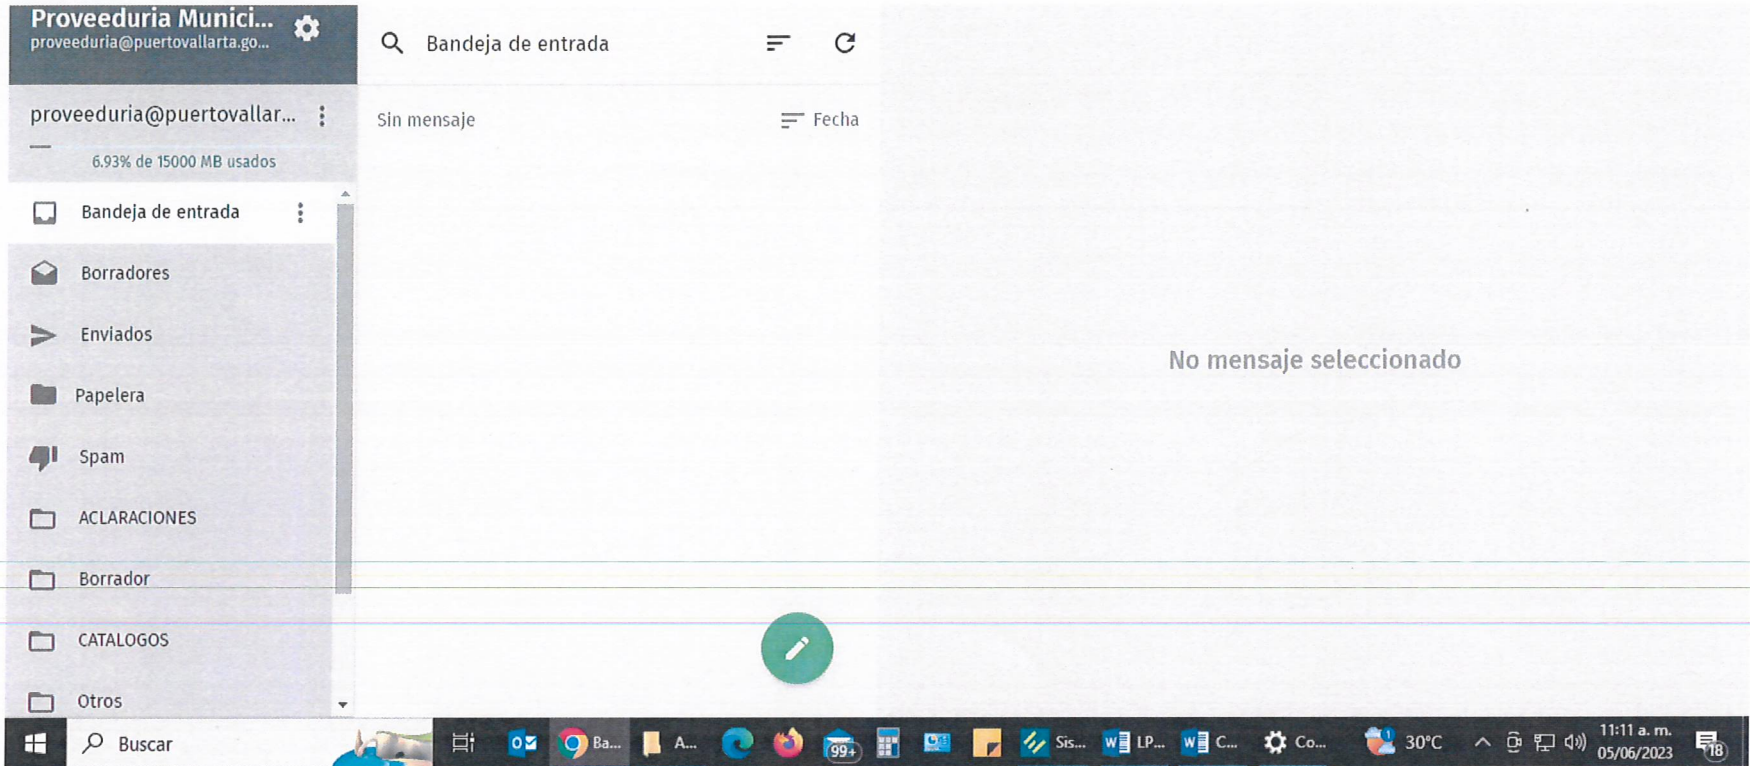 Proveeduria Munici...
proveeduria@puertovallarta.go...
Bandeja de entrada
proveeduria@puertovallar...
6.93% de 15000 MB usados
Sin mensaje
Fecha
Bandeja de entrada
Borradores
Enviados
Papelera
Spam
ACLARACIONES
Borrador
CATALOGOS
Otros
No mensaje seleccionado
Buscar
Ba...
A...
99+
Sis...
LP...
C...
Co...
1
30°C
11:11 a. m.
05/06/2023
18